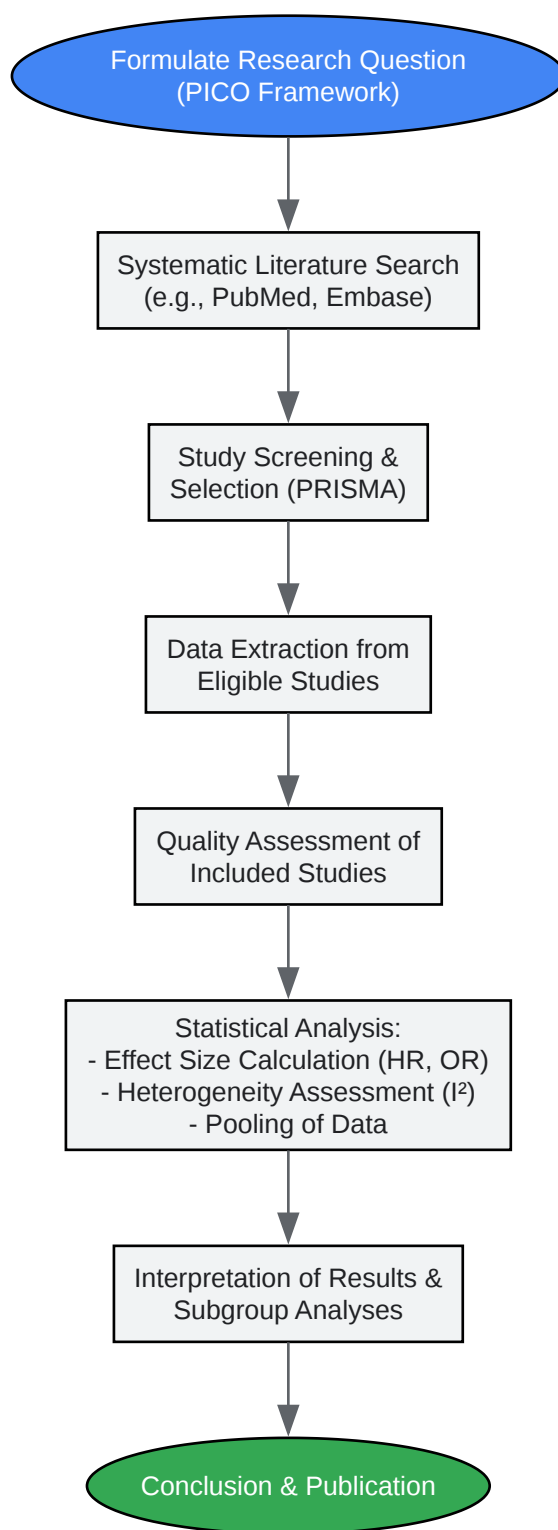 Formulate Research Question
(PICO Framework)
Systematic Literature Search
(e.g., PubMed, Embase)
Study Screening &
Selection (PRISMA)
Data Extraction from
Eligible Studies
Quality Assessment of
Included Studies
Statistical Analysis:
- Effect Size Calculation (HR, OR)
- Heterogeneity Assessment (I²)
- Pooling of Data
Interpretation of Results &
Subgroup Analyses
Conclusion & Publication